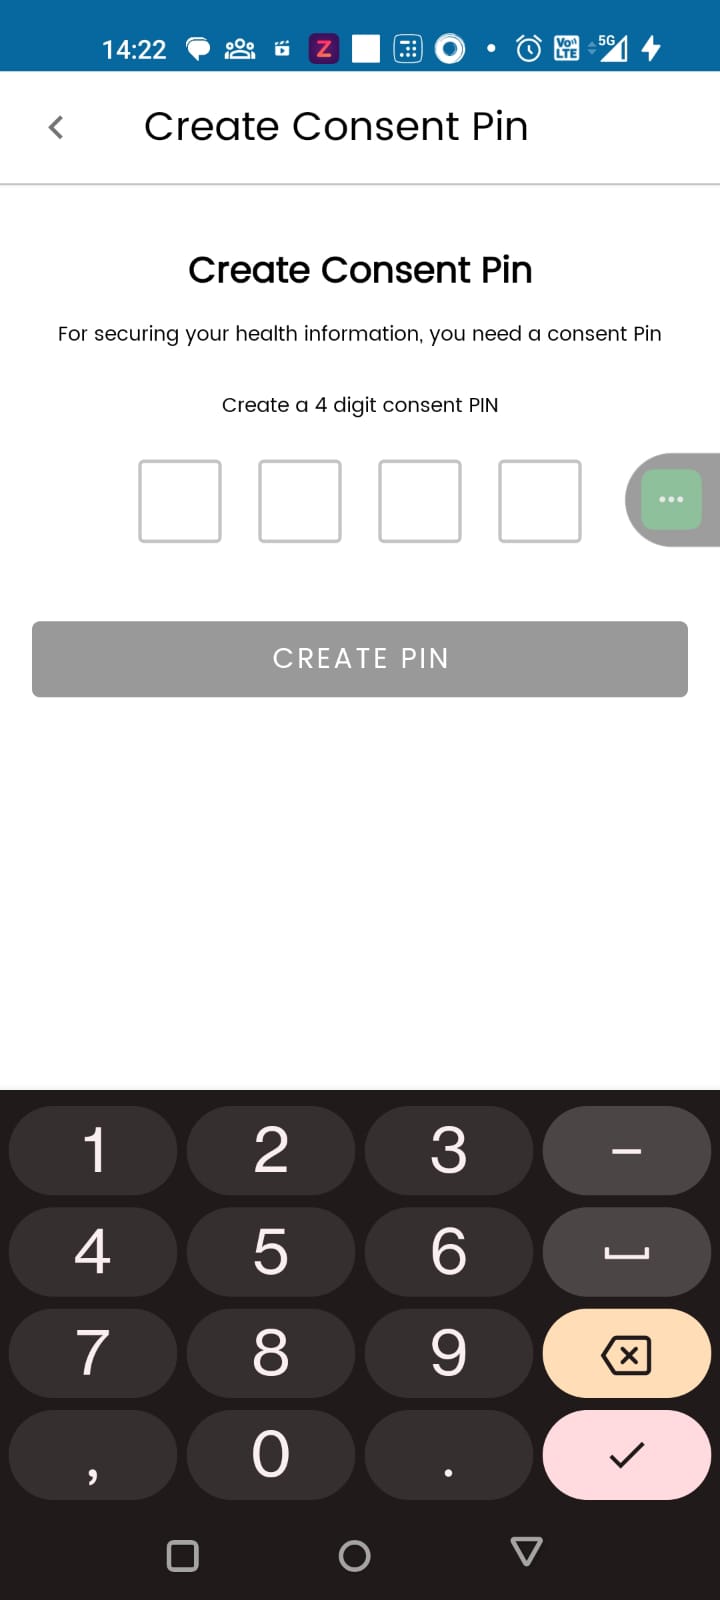 14:22 Z Vo)) LTE 5G
Create Consent Pin
Create Consent Pin
For securing your health information, you need a consent Pin
Create a 4 digit consent PIN
CREATE PIN
1 2 3 –
4 5 6
7 8 9
, 0 .